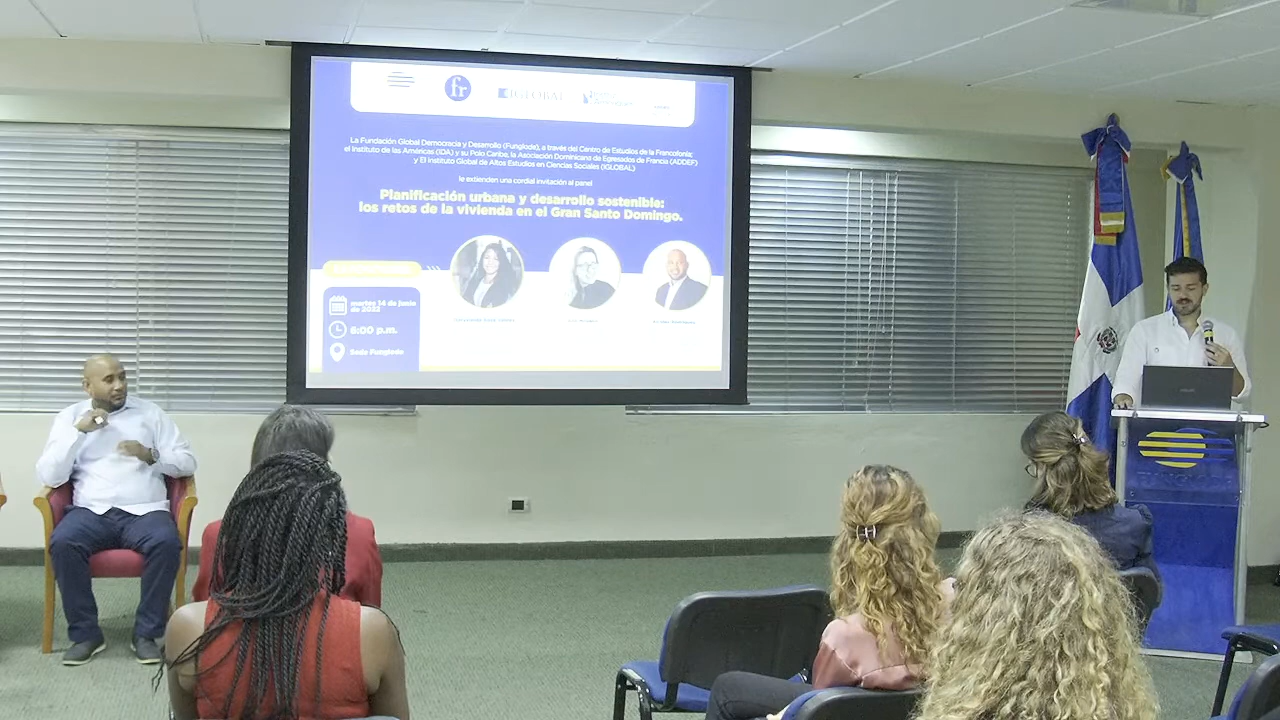 fr
IGLOBAL
La Fundación Global Democracia y Desarrollo (Funglode), a través del Centro de Estudios de la Francofonía;
el Instituto de las Américas (IDA) y su Polo Caribe, la Asociación Dominicana de Egresados de Francia (ADDEF)
y El Instituto Global de Altos Estudios en Ciencias Sociales (IGLOBAL)
le extienden una cordial invitación al panel
Planificación urbana y desarrollo sostenible:
los retos de la vivienda en el Gran Santo Domingo.
martes 14 de junio
de 2022
6:00 p.m.
Sede Funglode
FUNGLODE